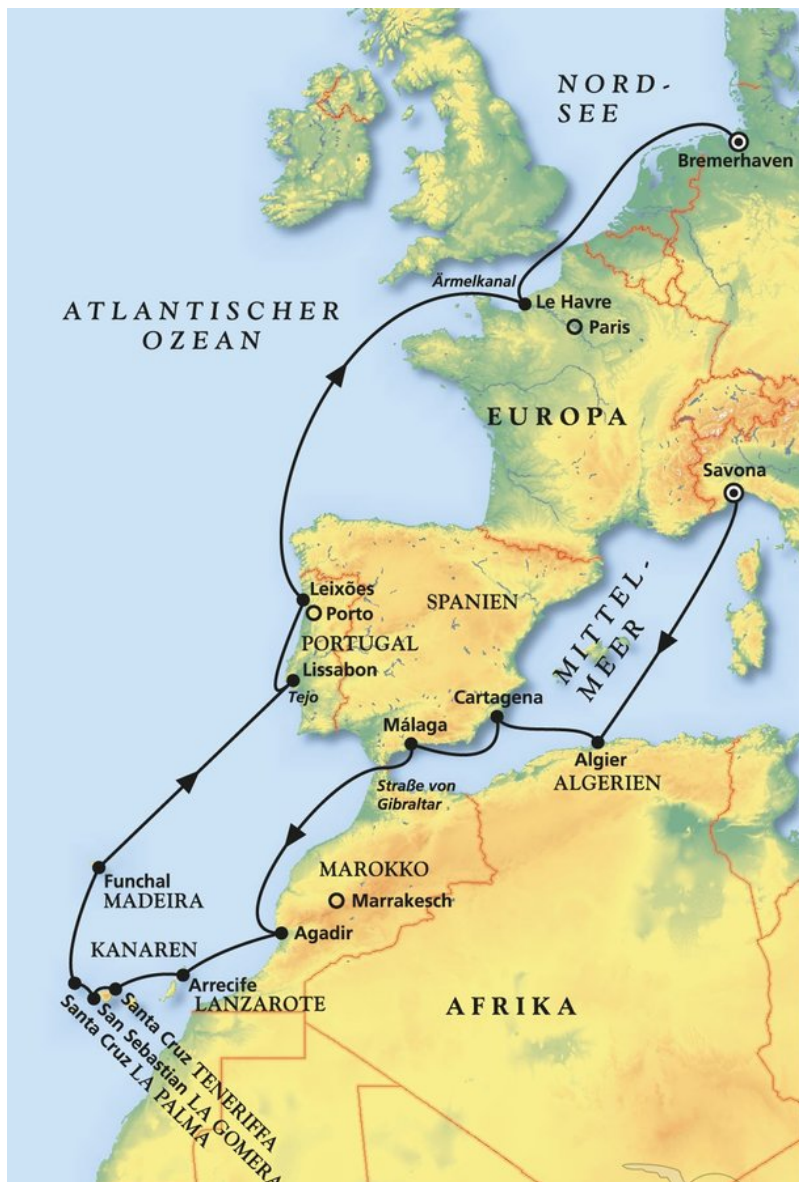 NORD-
SEE
Bremerhaven
Ärmelkanal
Le Havre
Paris
ATLANTISCHER
OZEAN
EUROPA
Savona
Leixões
Porto
SPANIEN
PORTUGAL
MITTEL-
MEER
Lissabon
Tejo
Cartagena
Málaga
Algier
ALGERIEN
Straße von
Gibraltar
Funchal
MADEIRA
MAROKKO
Marrakesch
Agadir
KANAREN
Arrecife
LANZAROTE
AFRIKA
Santa Cruz TENERIFFA
San Sebastian LA GOMERA
Santa Cruz LA PALMA